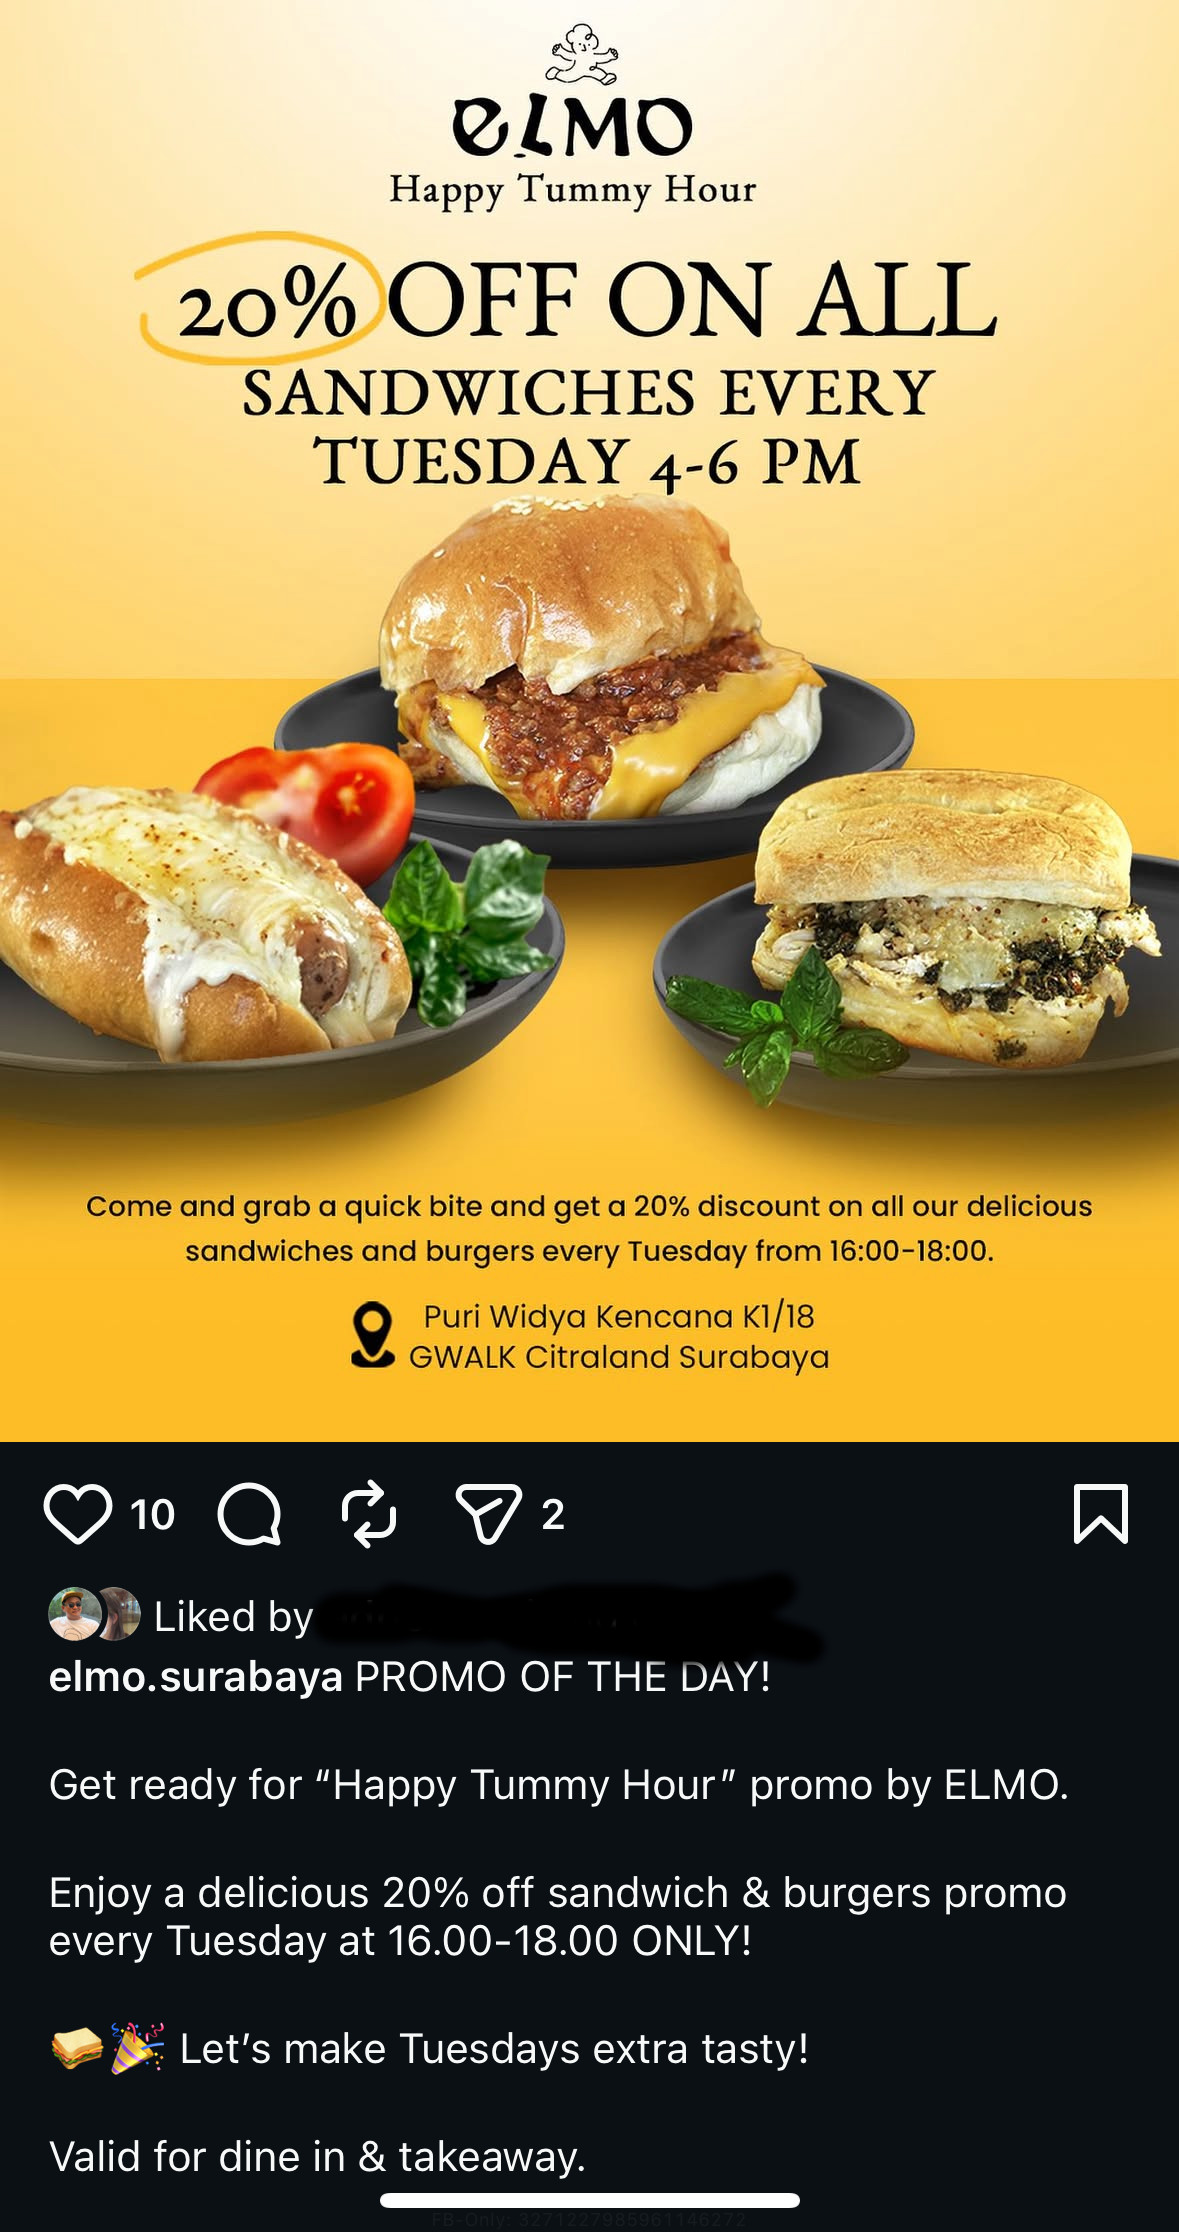 eLMO
Happy Tummy Hour
20% OFF ON ALL
SANDWICHES EVERY
TUESDAY 4-6 PM
Come and grab a quick bite and get a 20% discount on all our delicious
sandwiches and burgers every Tuesday from 16:00-18:00.
Puri Widya Kencana K1/18
GWALK Citraland Surabaya
10
2
Liked by
elmo.surabaya PROMO OF THE DAY!
Get ready for “Happy Tummy Hour” promo by ELMO.
Enjoy a delicious 20% off sandwich & burgers promo
every Tuesday at 16.00-18.00 ONLY!
🥪🎉 Let’s make Tuesdays extra tasty!
Valid for dine in & takeaway.
FB-Only: 3271227985961146272